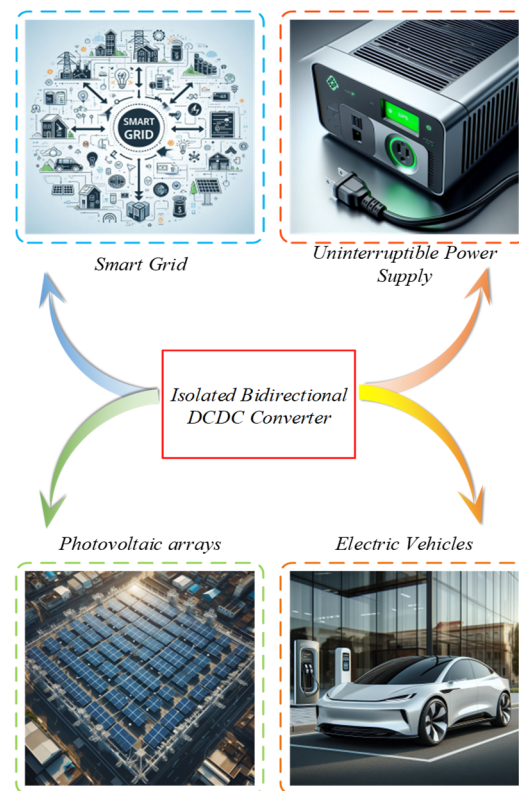 SMART
GRID
Smart Grid
Uninterruptible Power
Supply
Isolated Bidirectional
DCDC Converter
Photovoltaic arrays
Electric Vehicles